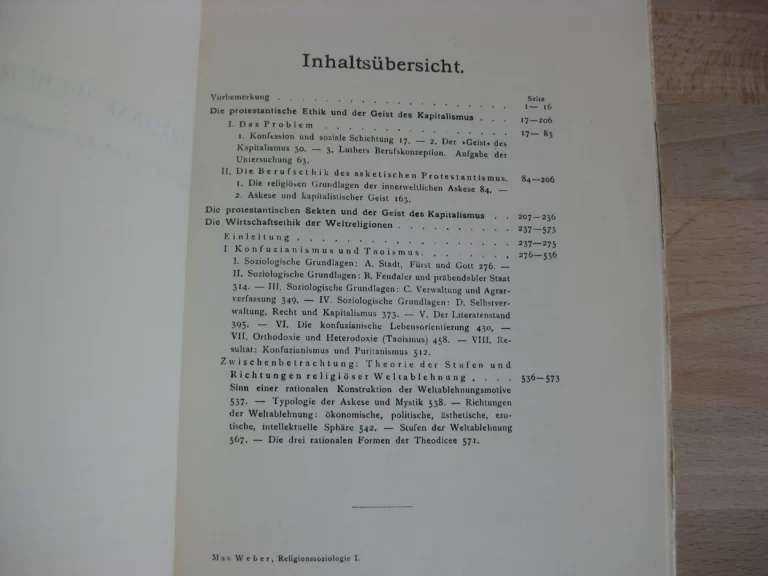 Inhaltsübersicht.
Seite
Vorbemerkung . . . . . . . . . . . . . . . . . . 1— 16
Die protestantische Ethik und der Geist des Kapitalismus . . . 17—206
I. Das Problem . . . . . . . . . . . . . . . 17— 83
1. Konfession und soziale Schichtung 17. — 2. Der »Geist« des
Kapitalismus 30. — 3. Luthers Berufskonzeption. Aufgabe der
Untersuchung 63.
II. Die Berufsethik des asketischen Protestantismus. 84—206
1. Die religiösen Grundlagen der innerweltlichen Askese 84. —
2. Askese und kapitalistischer Geist 163.
Die protestantischen Sekten und der Geist des Kapitalismus . . 207—236
Die Wirtschaftsethik der Weltreligionen . . . . . . . . . . 237—573
Einleitung . . . . . . . . . . . . . . . . . 237—275
I Konfuzianismus und Taoismus. . . . . . . . . 276—536
I. Soziologische Grundlagen: A. Stadt, Fürst und Gott 276. —
II. Soziologische Grundlagen: B. Feudaler und präbendabler Staat
314. — III. Soziologische Grundlagen: C. Verwaltung und Agrar-
verfassung 349. — IV. Soziologische Grundlagen: D. Selbstver-
waltung, Recht und Kapitalismus 373. — V. Der Literatenstand
395. — VI. Die konfuzianische Lebensorientierung 430. —
VII. Orthodoxie und Heterodoxie (Taoismus) 458. — VIII. Re-
sultat: Konfuzianismus und Puritanismus 512.
Zwischenbetrachtung: Theorie der Stufen und
Richtungen religiöser Weltablehnung . . . . 536—573
Sinn einer rationalen Konstruktion der Weltablehnungsmotive
537. — Typologie der Askese und Mystik 538. — Richtungen
der Weltablehnung: ökonomische, politische, ästhetische, ero-
tische, intellektuelle Sphäre 542. — Stufen der Weltablehnung
567. — Die drei rationalen Formen der Theodicee 571.
Max Weber, Religionssoziologie I.